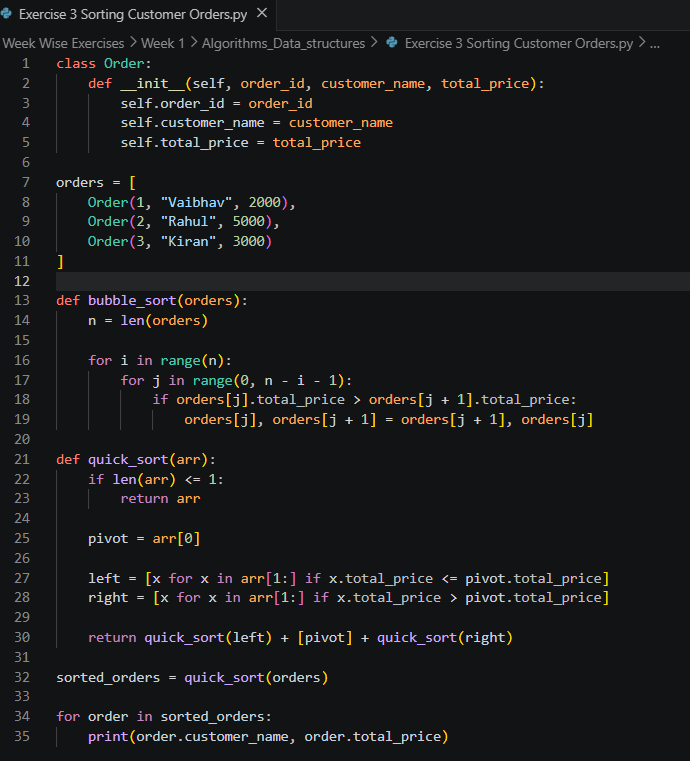 Exercise 3 Sorting Customer Orders.py ×
Week Wise Exercises > Week 1 > Algorithms_Data_structures > Exercise 3 Sorting Customer Orders.py > ...
1 class Order:
2     def __init__(self, order_id, customer_name, total_price):
3         self.order_id = order_id
4         self.customer_name = customer_name
5         self.total_price = total_price
6
7 orders = [
8     Order(1, "Vaibhav", 2000),
9     Order(2, "Rahul", 5000),
10     Order(3, "Kiran", 3000)
11 ]
12
13 def bubble_sort(orders):
14     n = len(orders)
15
16     for i in range(n):
17         for j in range(0, n - i - 1):
18             if orders[j].total_price > orders[j + 1].total_price:
19                 orders[j], orders[j + 1] = orders[j + 1], orders[j]
20
21 def quick_sort(arr):
22     if len(arr) <= 1:
23         return arr
24
25     pivot = arr[0]
26
27     left = [x for x in arr[1:] if x.total_price <= pivot.total_price]
28     right = [x for x in arr[1:] if x.total_price > pivot.total_price]
29
30     return quick_sort(left) + [pivot] + quick_sort(right)
31
32 sorted_orders = quick_sort(orders)
33
34 for order in sorted_orders:
35     print(order.customer_name, order.total_price)